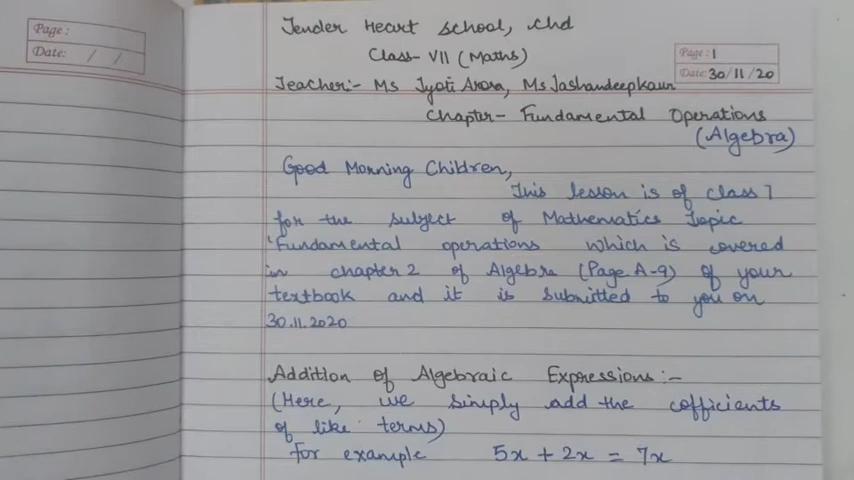 Page:
Date: / /
Tender Heart School, Chd
Class-VII (Maths)
Page: 1
Date: 30/11/20
Teacher:- Ms Jyoti Arora, Ms Jashandeepkaur
Chapter- Fundamental Operations
(Algebra)
Good Morning Children,
This lesson is of class 7
for the subject of Mathematics Topic
'Fundamental operations which is covered
in chapter 2 of Algebra (Page A-9) of your
textbook and it is submitted to you on
30.11.2020
Addition of Algebraic Expressions:-
(Here, we simply add the cofficients
of like terms)
For example 5x + 2x = 7x